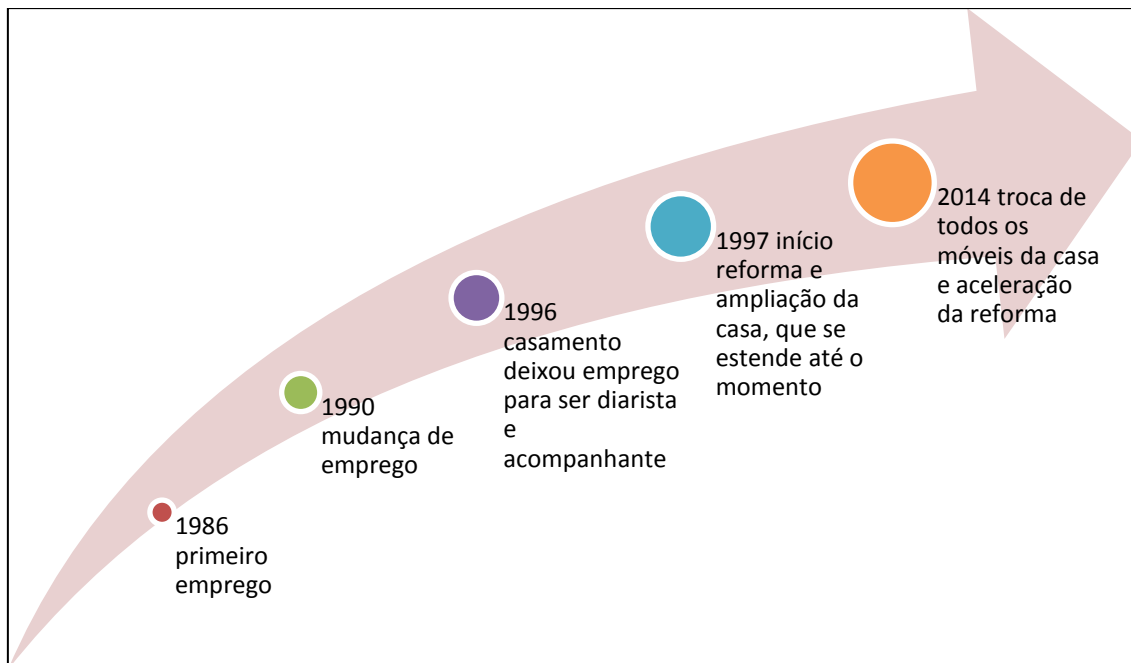 1986
primeiro
emprego
1990
mudança de
emprego
1996
casamento
deixou emprego
para ser diarista
e
acompanhante
1997 início
reforma e
ampliação da
casa, que se
estende até o
momento
2014 troca de
todos os
móveis da casa
e aceleração
da reforma